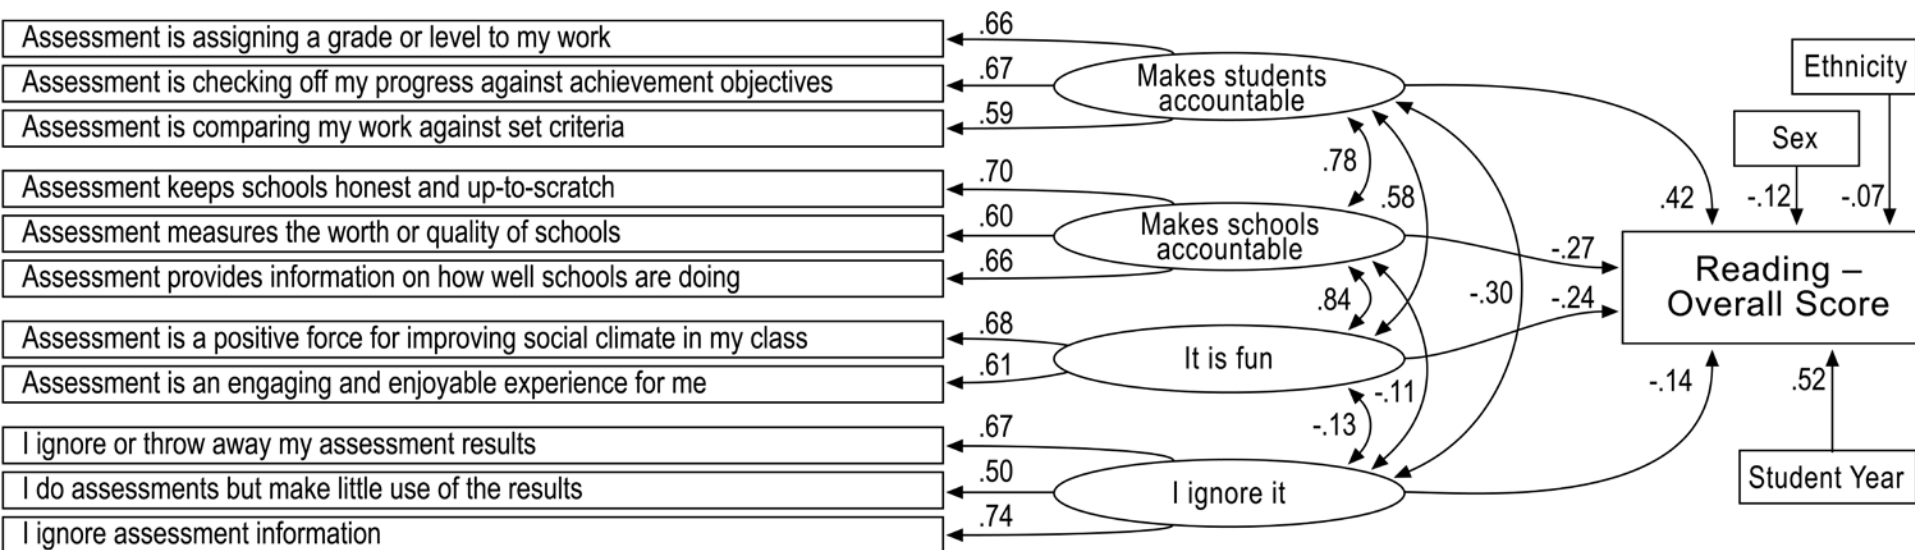 Assessment is assigning a grade or level to my work
Assessment is checking off my progress against achievement objectives
Assessment is comparing my work against set criteria
Assessment keeps schools honest and up-to-scratch
Assessment measures the worth or quality of schools
Assessment provides information on how well schools are doing
Assessment is a positive force for improving social climate in my class
Assessment is an engaging and enjoyable experience for me
I ignore or throw away my assessment results
I do assessments but make little use of the results
I ignore assessment information
.66
.67
.59
.70
.60
.66
.68
.61
.67
.50
.74
Makes students
accountable
Makes schools
accountable
It is fun
I ignore it
.78
.58
.84
-.30
-.11
-.13
.42
-.27
-.24
-.14
Ethnicity
Sex
-.12
-.07
Reading –
Overall Score
.52
Student Year